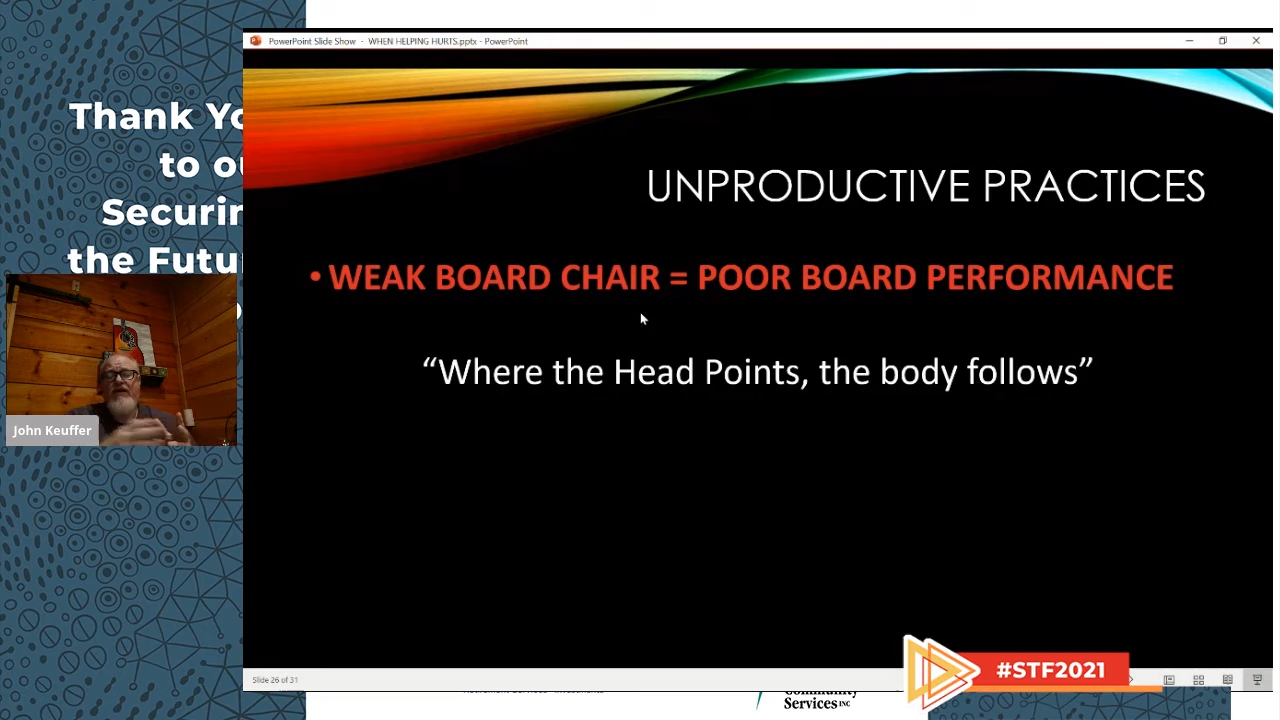 PowerPoint Slide Show - WHEN HELPING HURTS.pptx - PowerPoint
Thank Yo
to ou
Securin
the Futu
UNPRODUCTIVE PRACTICES
• WEAK BOARD CHAIR = POOR BOARD PERFORMANCE
“Where the Head Points, the body follows”
John Keuffer
#STF2021
Slide 26 of 31
Community
Services INC